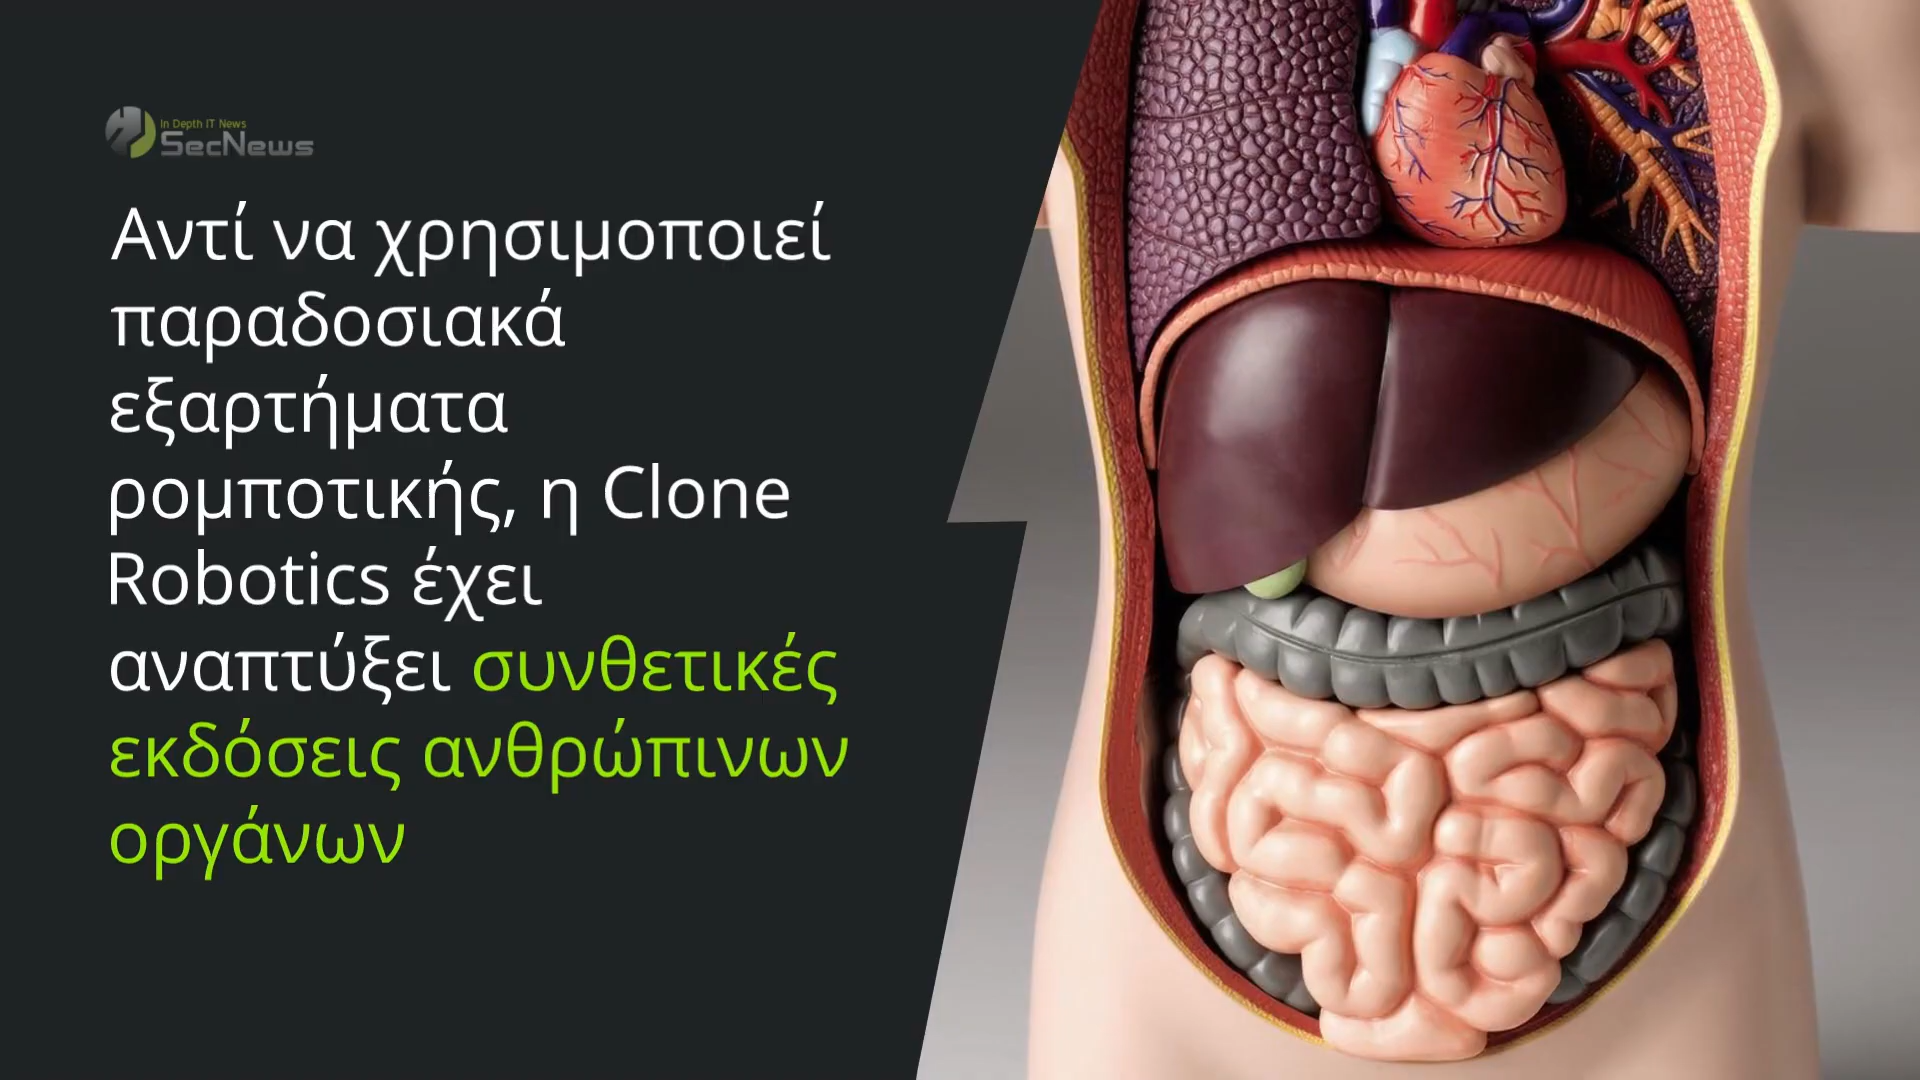 In Depth IT News
SecNews
Αντί να χρησιμοποιεί
παραδοσιακά
εξαρτήματα
ρομποτικής, η Clone
Robotics έχει
αναπτύξει συνθετικές
εκδόσεις ανθρώπινων
οργάνων